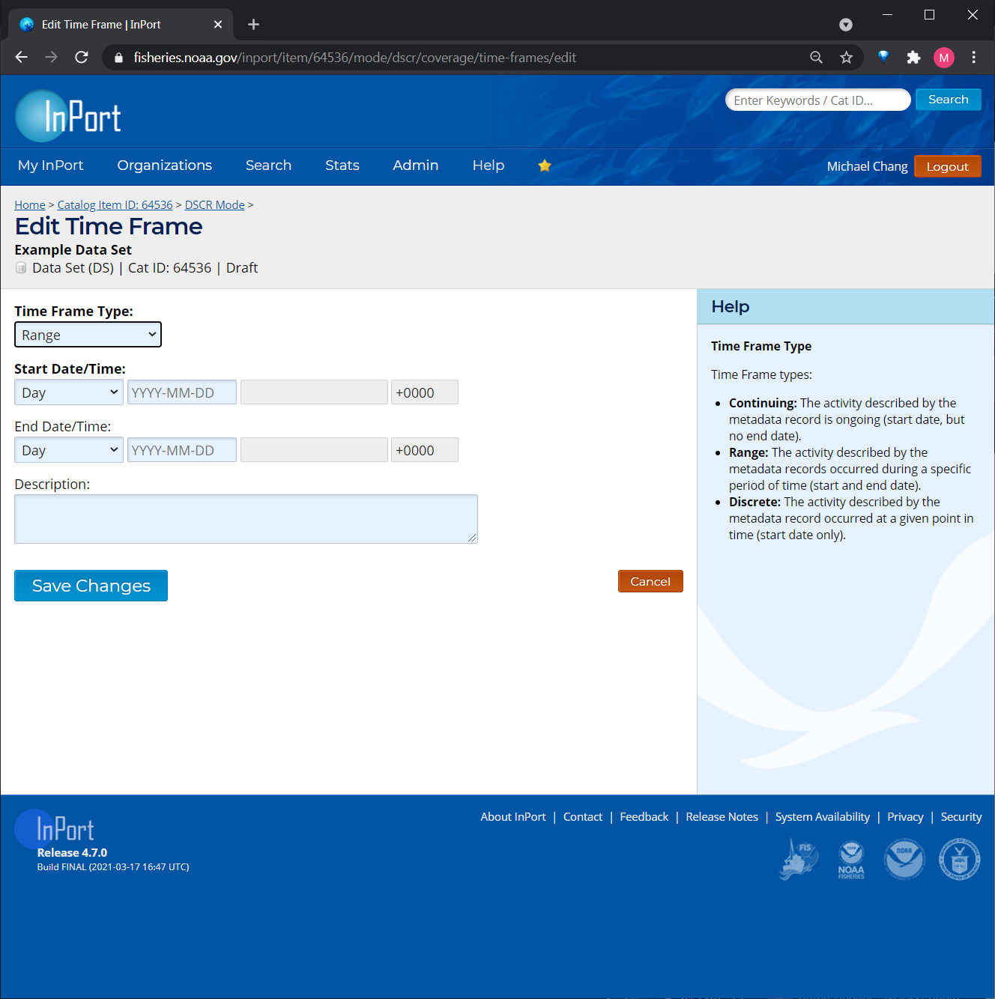 Edit Time Frame | InPort
fisheries.noaa.gov/inport/item/64536/mode/dscr/coverage/time-frames/edit
M
InPort
Enter Keywords / Cat ID...
Search
My InPort
Organizations
Search
Stats
Admin
Help
Michael Chang
Logout
Home > Catalog Item ID: 64536 > DSCR Mode >
Edit Time Frame
Example Data Set
Data Set (DS) | Cat ID: 64536 | Draft
Time Frame Type:
Range
Start Date/Time:
Day
YYYY-MM-DD
+0000
End Date/Time:
Day
YYYY-MM-DD
+0000
Description:
Save Changes
Cancel
Help
Time Frame Type
Time Frame types:
Continuing: The activity described by the
metadata record is ongoing (start date, but
no end date).
Range: The activity described by the
metadata records occurred during a specific
period of time (start and end date).
Discrete: The activity described by the
metadata record occurred at a given point in
time (start date only).
InPort
Release 4.7.0
Build FINAL (2021-03-17 16:47 UTC)
About InPort | Contact | Feedback | Release Notes | System Availability | Privacy | Security
FIS
NOAA
FISHERIES
NOAA